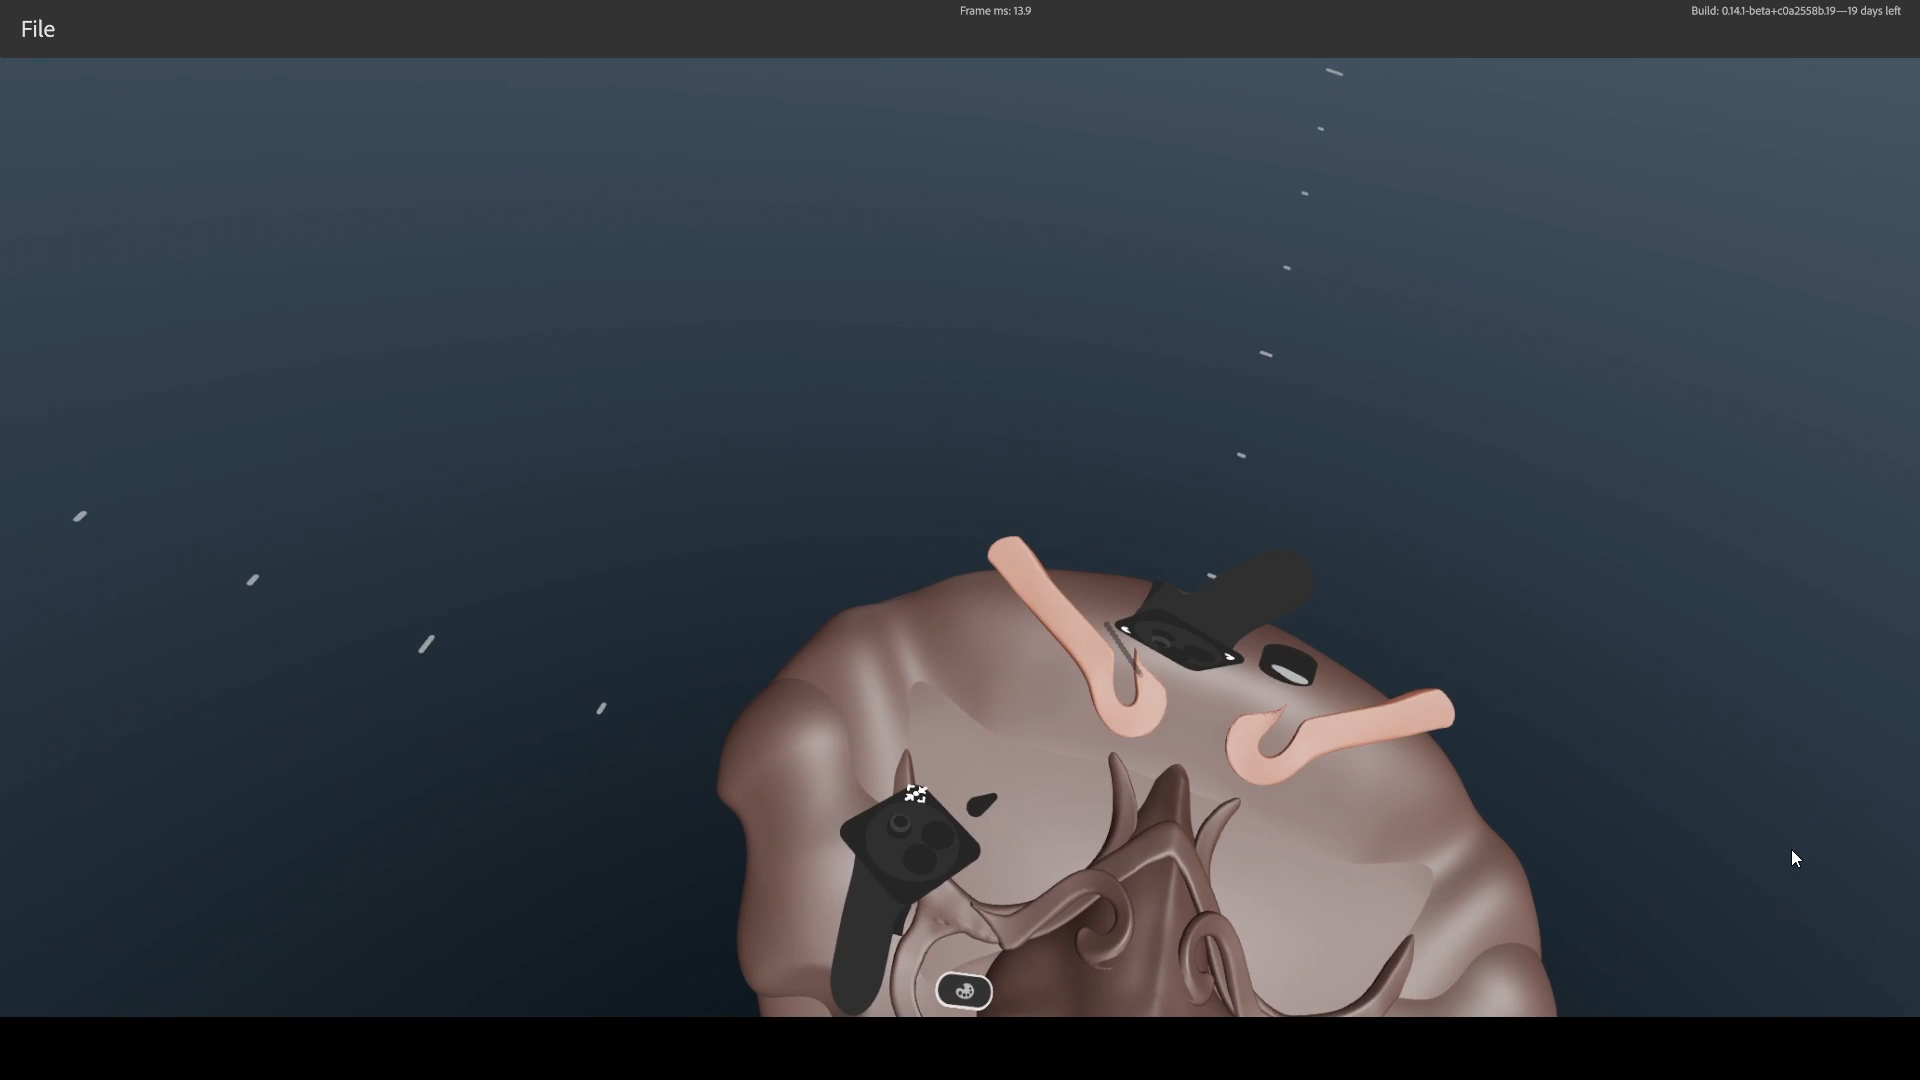 File
Frame ms: 13.9
Build: 0.14.1-beta+c0a2558b.19—19 days left